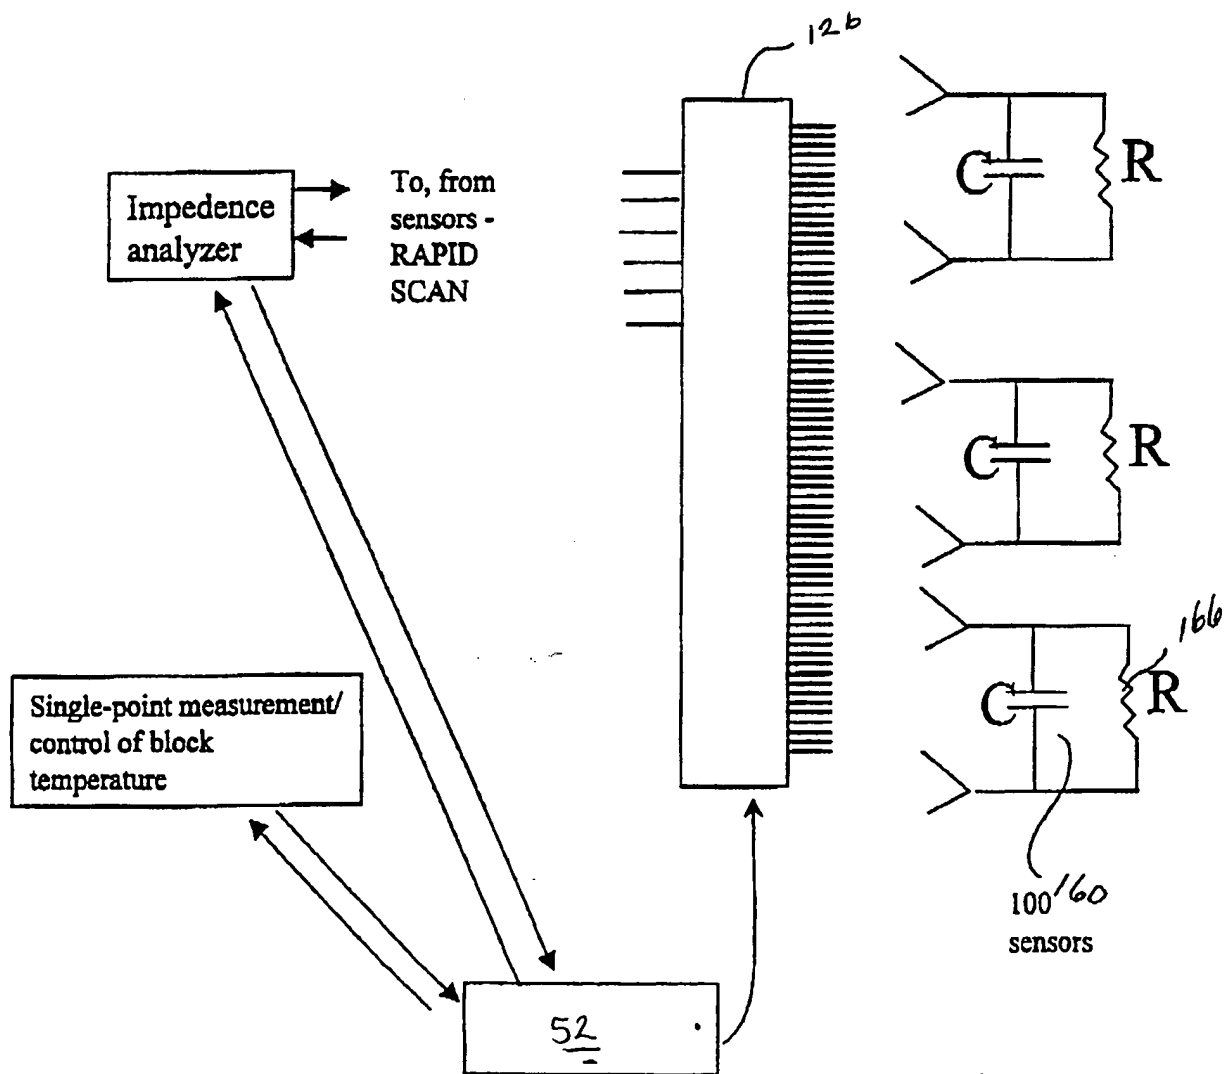 126
Impedence
analyzer
To, from
sensors -
RAPID
SCAN
C R
C R
166
C R
Single-point measurement/
control of block
temperature
100 160
sensors
52